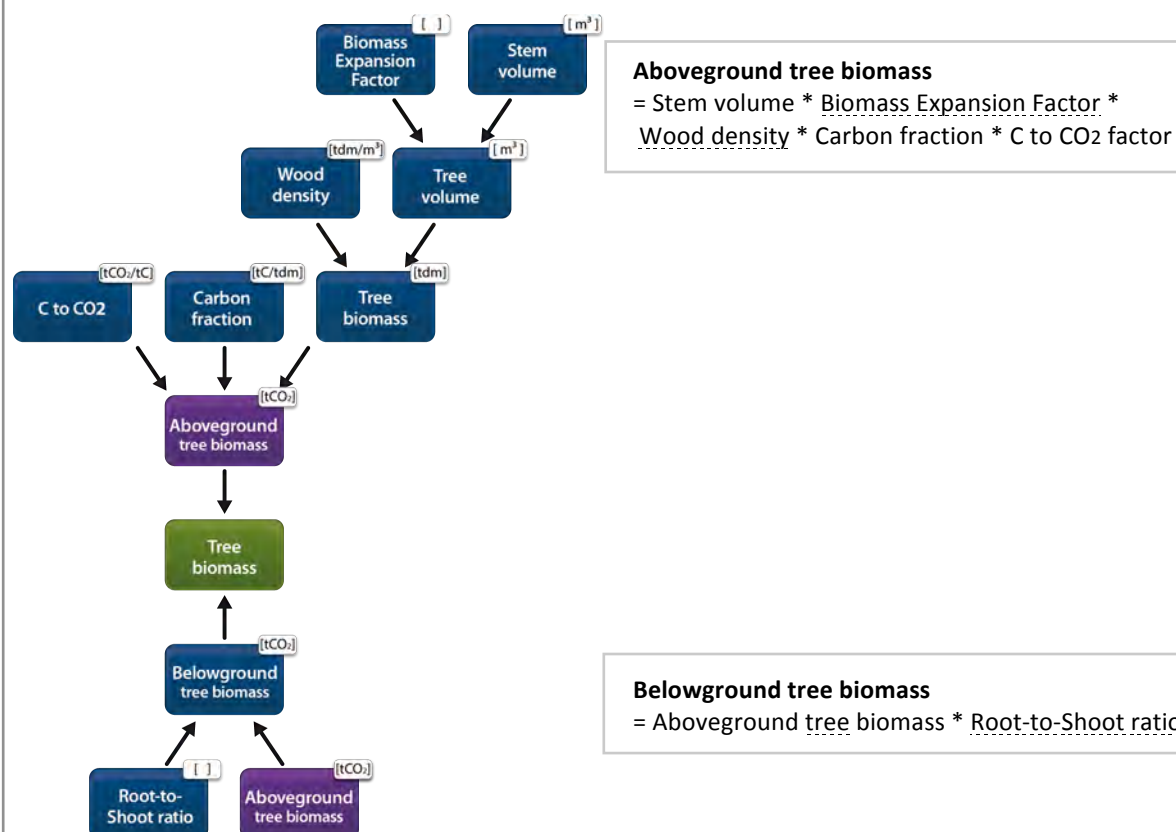 [ ]
Biomass
Expansion
Factor
[ m³ ]
Stem
volume
Aboveground tree biomass
= Stem volume * Biomass Expansion Factor *
Wood density * Carbon fraction * C to CO2 factor
[tdm/m³]
Wood
density
[ m³ ]
Tree
volume
[tCO₂/tC]
C to CO2
[tC/tdm]
Carbon
fraction
[tdm]
Tree
biomass
[tCO₂]
Aboveground
tree biomass
Tree
biomass
[tCO₂]
Belowground
tree biomass
Belowground tree biomass
= Aboveground tree biomass * Root-to-Shoot ratio
[ ]
Root-to-
Shoot ratio
[tCO₂]
Aboveground
tree biomass